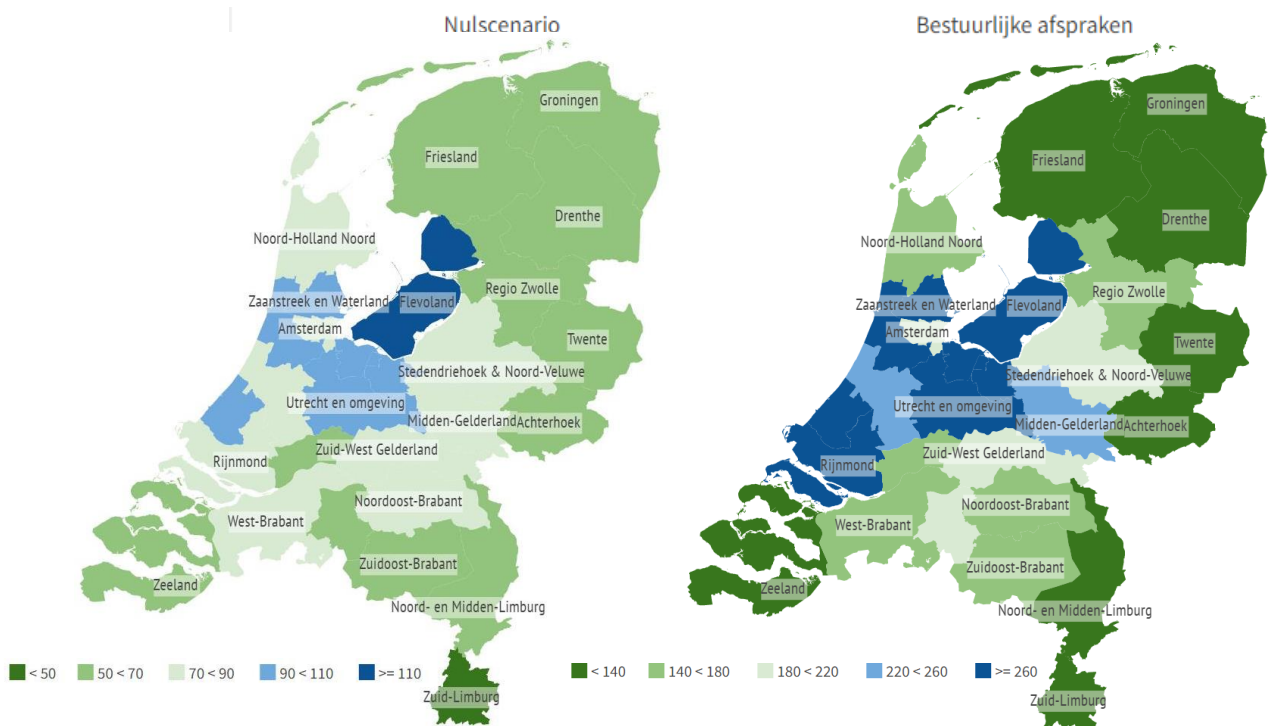 Nulscenario
Groningen
Friesland
Drenthe
Noord-Holland Noord
Regio Zwolle
Zaanstreek en Waterland
Flevoland
Amsterdam
Twente
Stedendriehoek & Noord-Veluwe
Utrecht en omgeving
Midden-Gelderland
Achterhoek
Zuid-West Gelderland
Rijnmond
Noordoost-Brabant
West-Brabant
Zuidoost-Brabant
Zeeland
Noord- en Midden-Limburg
Zuid-Limburg
< 50
50 < 70
70 < 90
90 < 110
>= 110
Bestuurlijke afspraken
Groningen
Friesland
Drenthe
Noord-Holland Noord
Regio Zwolle
Zaanstreek en Waterland
Flevoland
Amsterdam
Twente
Stedendriehoek & Noord-Veluwe
Utrecht en omgeving
Midden-Gelderland
Achterhoek
Zuid-West Gelderland
Rijnmond
Noordoost-Brabant
West-Brabant
Zuidoost-Brabant
Zeeland
Noord- en Midden-Limburg
Zuid-Limburg
< 140
140 < 180
180 < 220
220 < 260
>= 260